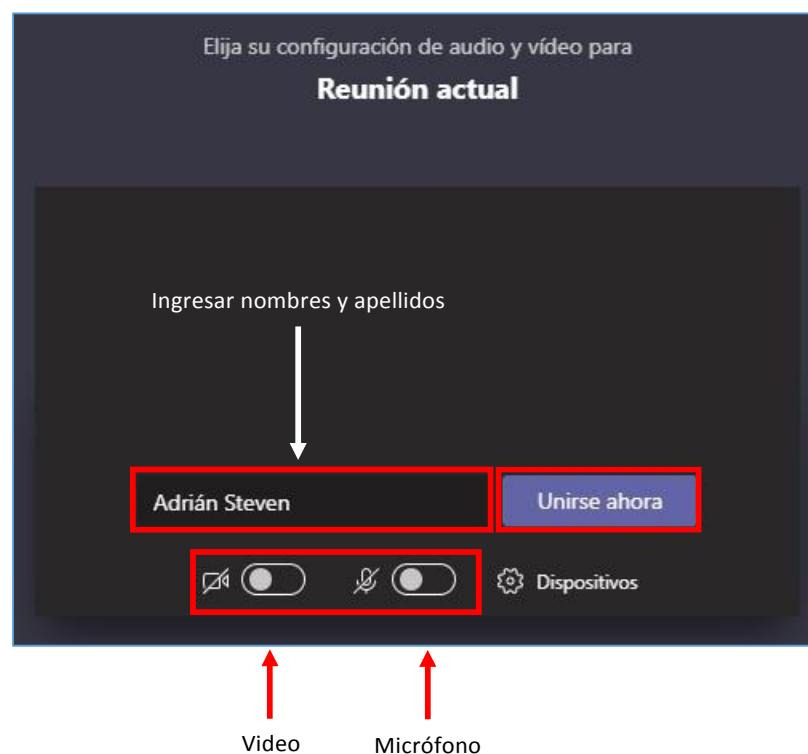 Elija su configuración de audio y vídeo para
Reunión actual
Ingresar nombres y apellidos
Adrián Steven
Unirse ahora
Dispositivos
Video
Micrófono